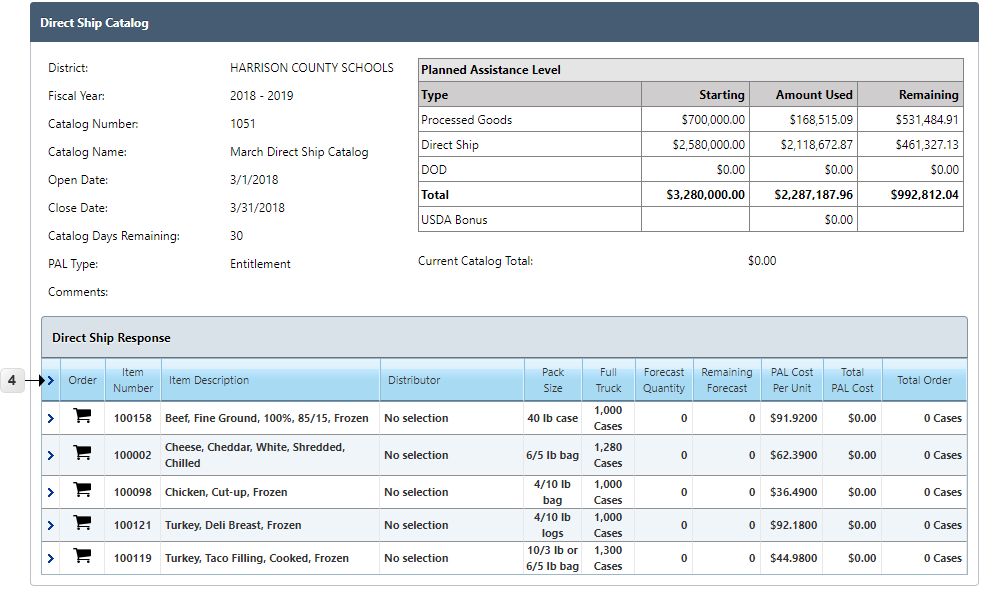 Direct Ship Catalog
District: HARRISON COUNTY SCHOOLS
Fiscal Year: 2018 - 2019
Catalog Number: 1051
Catalog Name: March Direct Ship Catalog
Open Date: 3/1/2018
Close Date: 3/31/2018
Catalog Days Remaining: 30
PAL Type: Entitlement
Comments:
Planned Assistance Level
Type Starting Amount Used Remaining
Processed Goods $700,000.00 $168,515.09 $531,484.91
Direct Ship $2,580,000.00 $2,118,672.87 $461,327.13
DOD $0.00 $0.00 $0.00
Total $3,280,000.00 $2,287,187.96 $992,812.04
USDA Bonus $0.00
Current Catalog Total: $0.00
Direct Ship Response
4
Order Item Number Item Description Distributor Pack Size Full Truck Forecast Quantity Remaining Forecast PAL Cost Per Unit Total PAL Cost Total Order
100158 Beef, Fine Ground, 100%, 85/15, Frozen No selection 40 lb case 1,000 Cases 0 0 $91.9200 $0.00 0 Cases
100002 Cheese, Cheddar, White, Shredded, Chilled No selection 6/5 lb bag 1,280 Cases 0 0 $62.3900 $0.00 0 Cases
100098 Chicken, Cut-up, Frozen No selection 4/10 lb bag 1,000 Cases 0 0 $36.4900 $0.00 0 Cases
100121 Turkey, Deli Breast, Frozen No selection 4/10 lb logs 1,000 Cases 0 0 $92.1800 $0.00 0 Cases
100119 Turkey, Taco Filling, Cooked, Frozen No selection 10/3 lb or 6/5 lb bag 1,300 Cases 0 0 $44.9800 $0.00 0 Cases